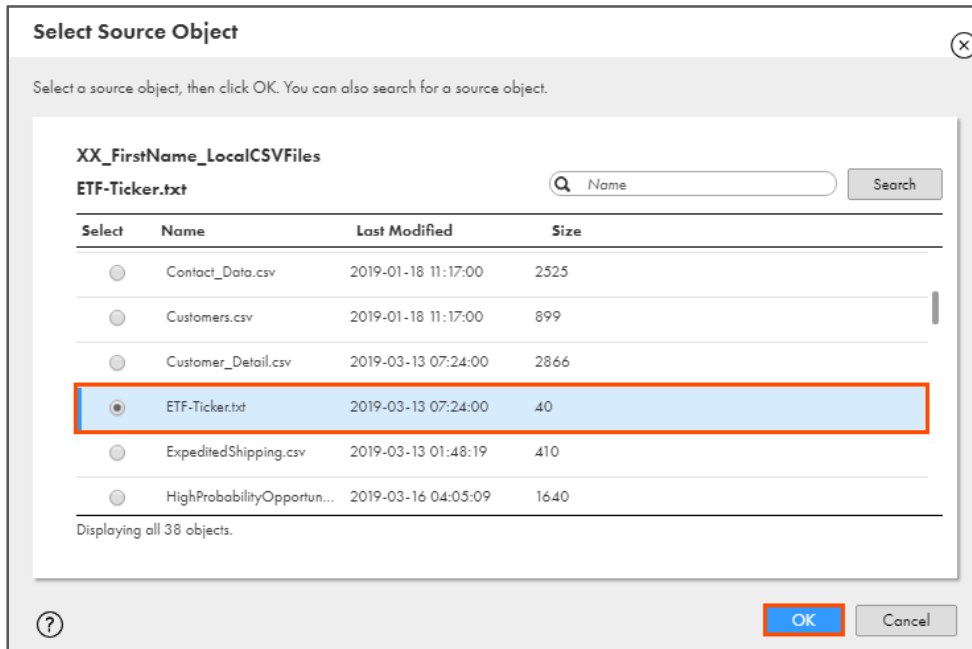 Select Source Object
Select a source object, then click OK. You can also search for a source object.
XX_FirstName_LocalCSVFiles
ETF-Ticker.txt
Name Search
Select Name Last Modified Size
Contact_Data.csv 2019-01-18 11:17:00 2525
Customers.csv 2019-01-18 11:17:00 899
Customer_Detail.csv 2019-03-13 07:24:00 2866
ETF-Ticker.txt 2019-03-13 07:24:00 40
ExpeditedShipping.csv 2019-03-13 01:48:19 410
HighProbabilityOpportun... 2019-03-16 04:05:09 1640
Displaying all 38 objects.
? OK Cancel